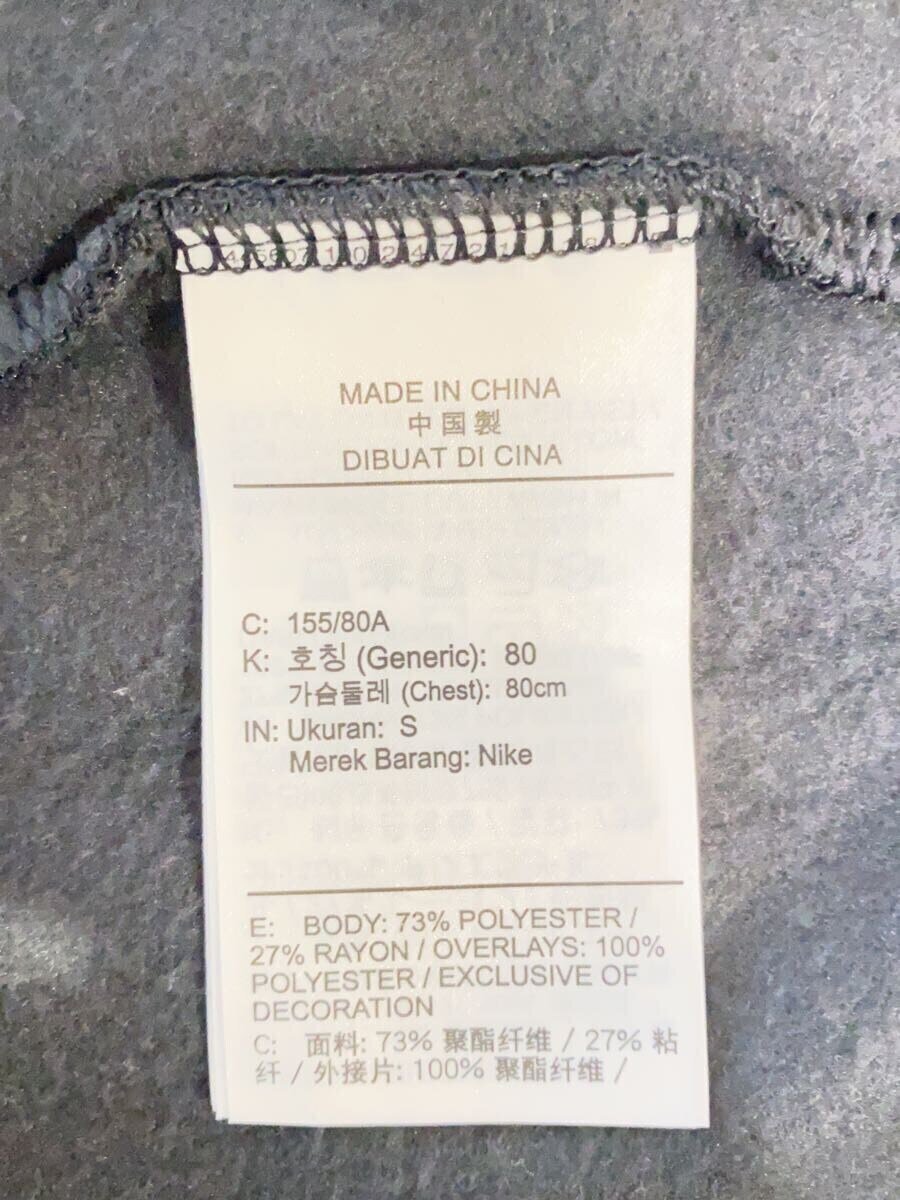 MADE IN CHINA
中国製
DIBUAT DI CINA
C: 155/80A
K: 호칭 (Generic): 80
가슴둘레 (Chest): 80cm
IN: Ukuran: S
Merek Barang: Nike
E: BODY: 73% POLYESTER /
27% RAYON / OVERLAYS: 100%
POLYESTER / EXCLUSIVE OF
DECORATION
C: 面料: 73% 聚酯纤维 / 27% 粘
纤 / 外接片: 100% 聚酯纤维 /